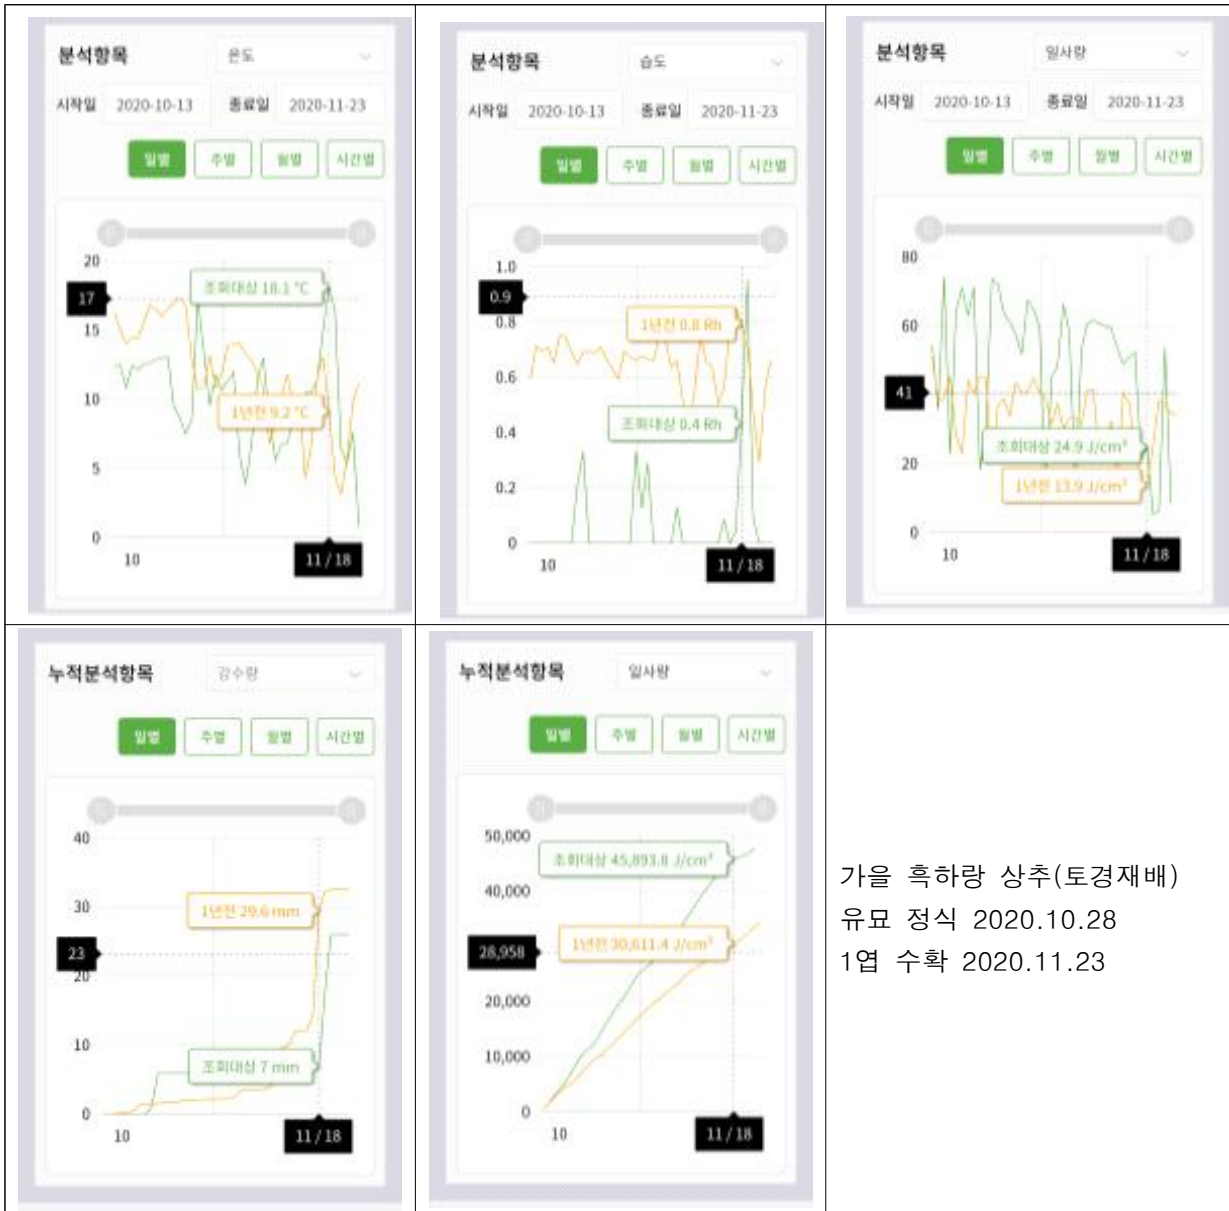 분석항목 온도
시작일 2020-10-13 종료일 2020-11-23
일별 주별 월별 시간별
20
조회대상 18.1 °C
17
15
10
1년전 9.2 °C
5
0
10 11 / 18
분석항목 습도
시작일 2020-10-13 종료일 2020-11-23
일별 주별 월별 시간별
1.0
0.9
0.8 1년전 0.8 Rh
0.6
0.4 조회대상 0.4 Rh
0.2
0
10 11 / 18
분석항목 일사량
시작일 2020-10-13 종료일 2020-11-23
일별 주별 월별 시간별
80
60
41
조회대상 24.9 J/cm²
20
1년전 13.9 J/cm²
0
10 11 / 18
누적분석항목 강수량
일별 주별 월별 시간별
40
30
1년전 29.6 mm
23
20
10
조회대상 7 mm
0
10 11 / 18
누적분석항목 일사량
일별 주별 월별 시간별
50,000
조회대상 45,893.8 J/cm²
40,000
1년전 30,611.4 J/cm²
28,958
20,000
10,000
0
10 11 / 18
가을 흑하랑 상추(토경재배)
유묘 정식 2020.10.28
1엽 수확 2020.11.23